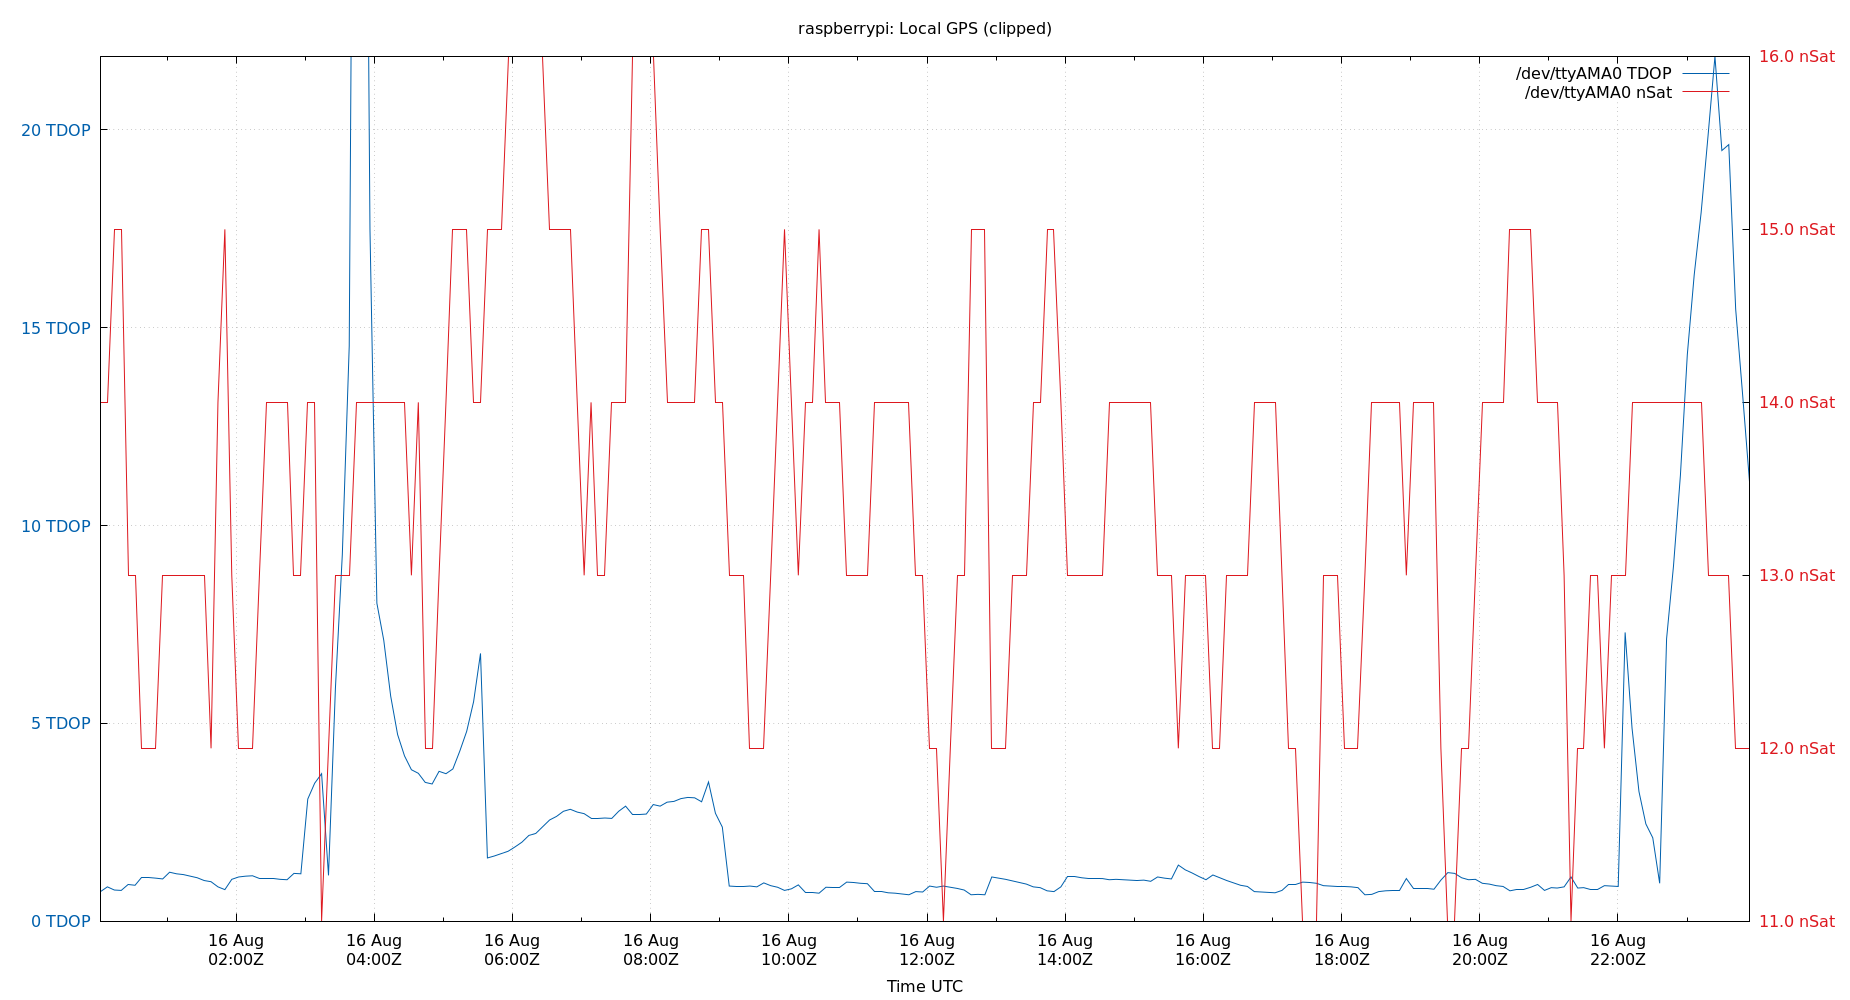 raspberrypi: Local GPS (clipped)
/dev/ttyAMA0 TDOP
/dev/ttyAMA0 nSat
20 TDOP
15 TDOP
10 TDOP
5 TDOP
0 TDOP
16.0 nSat
15.0 nSat
14.0 nSat
13.0 nSat
12.0 nSat
11.0 nSat
16 Aug
02:00Z
16 Aug
04:00Z
16 Aug
06:00Z
16 Aug
08:00Z
16 Aug
10:00Z
16 Aug
12:00Z
16 Aug
14:00Z
16 Aug
16:00Z
16 Aug
18:00Z
16 Aug
20:00Z
16 Aug
22:00Z
Time UTC